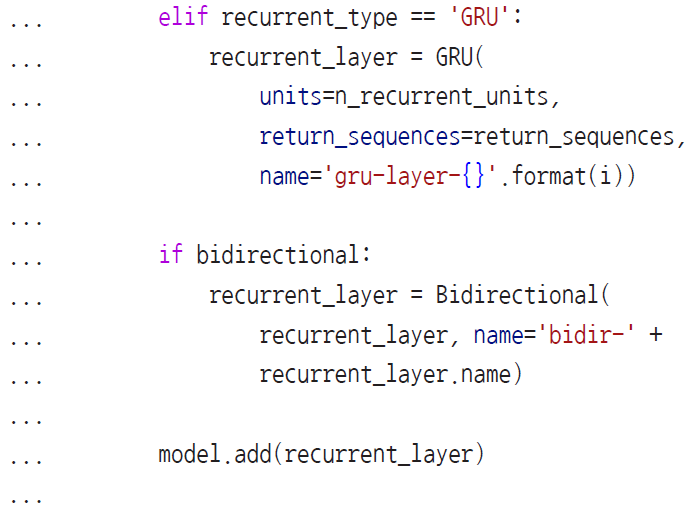 ...         elif recurrent_type == 'GRU':
...             recurrent_layer = GRU(
...                 units=n_recurrent_units,
...                 return_sequences=return_sequences,
...                 name='gru-layer-{}'.format(i))
...
...         if bidirectional:
...             recurrent_layer = Bidirectional(
...                 recurrent_layer, name='bidir-' +
...                 recurrent_layer.name)
...
...         model.add(recurrent_layer)
...